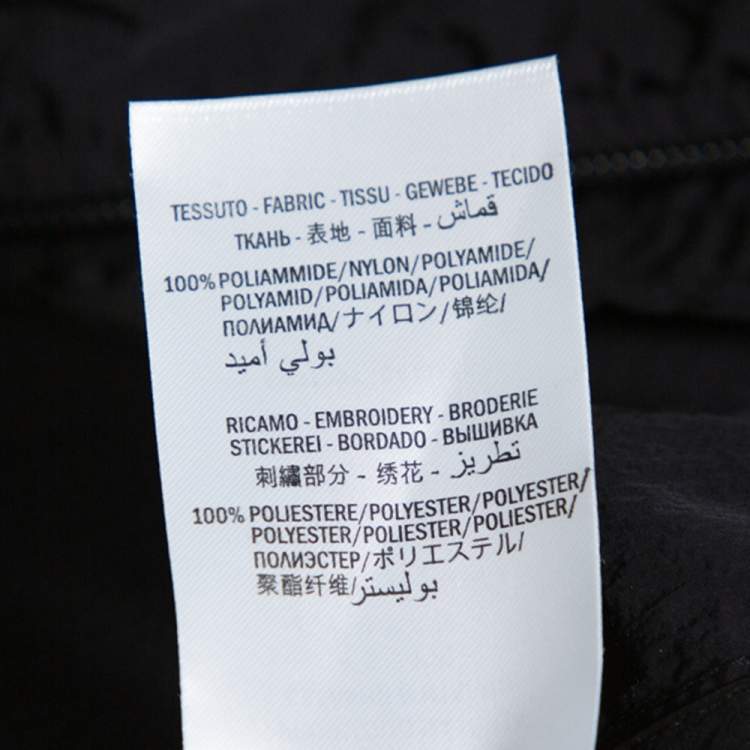 TESSUTO - FABRIC - TISSU - GEWEBE - TECIDO
ТКАНЬ - 表地 - 面料 - قماش
100% POLIAMMIDE/NYLON/POLYAMIDE/
POLYAMID/POLIAMIDA/POLIAMIDA/
ПОЛИАМИД/ナイロン/锦纶/
بولي أميد
RICAMO - EMBROIDERY - BRODERIE
STICKEREI - BORDADO - ВЫШИВКА
刺繡部分 - 绣花 - تطريز
100% POLIESTERE/POLYESTER/POLYESTER/
POLYESTER/POLIESTER/POLIESTER/
ПОЛИЭСТЕР/ポリエステル/
聚酯纤维/بوليستر